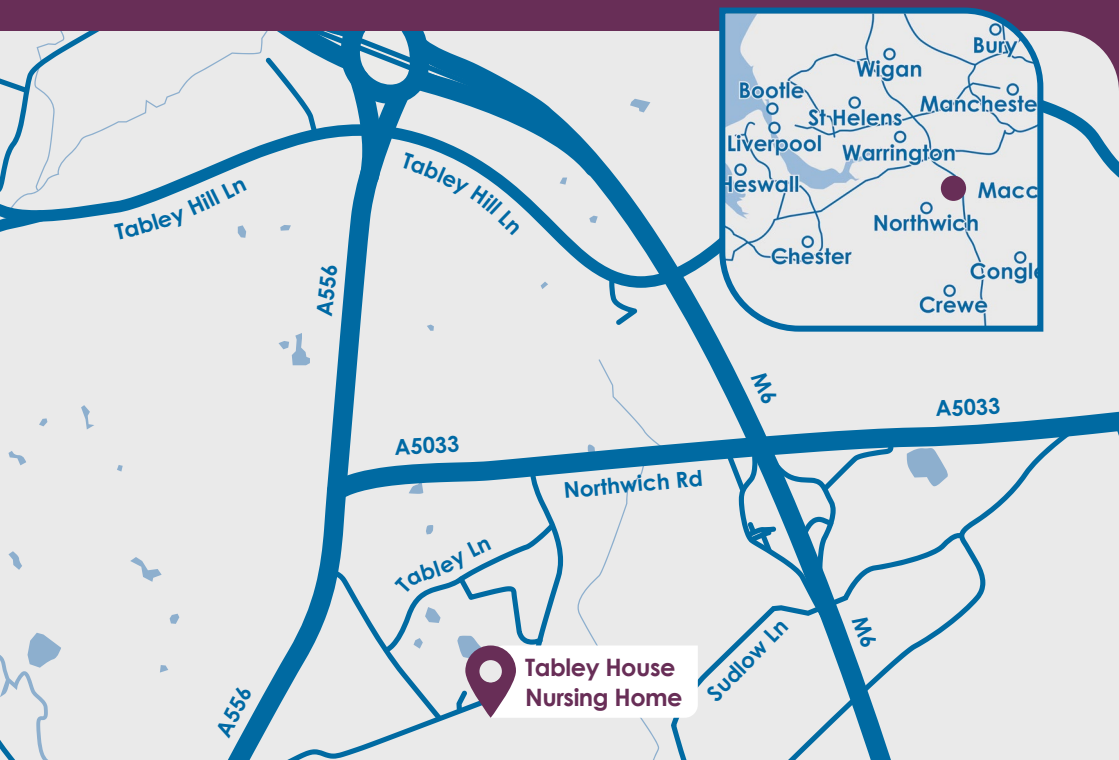 Bury
Wigan
Bootle
St Helens
Mancheste
Liverpool
Warrington
Heswall
Macc
Northwich
Chester
Congle
Crewe
Tabley Hill Ln
Tabley Hill Ln
A556
M6
A5033
A5033
Northwich Rd
Tabley Ln
Sudlow Ln
M6
Tabley House
Nursing Home
A556